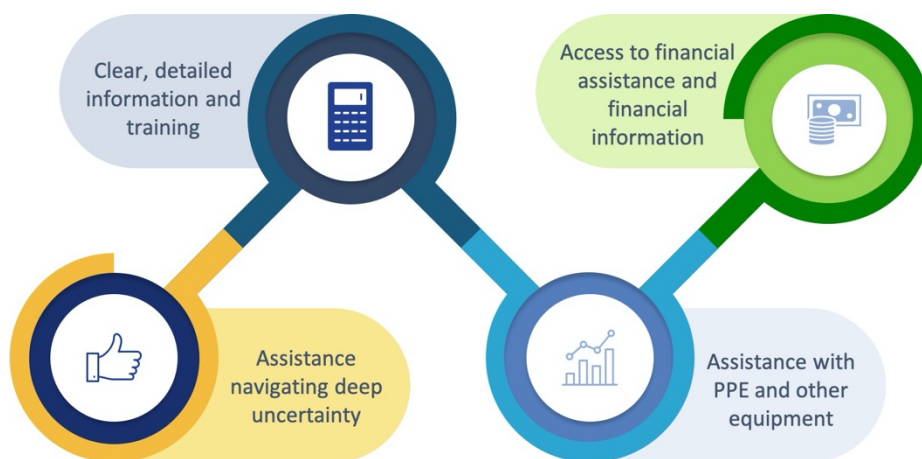 Clear, detailed
information and
training
Access to financial
assistance and
financial
information
Assistance
navigating deep
uncertainty
Assistance with
PPE and other
equipment